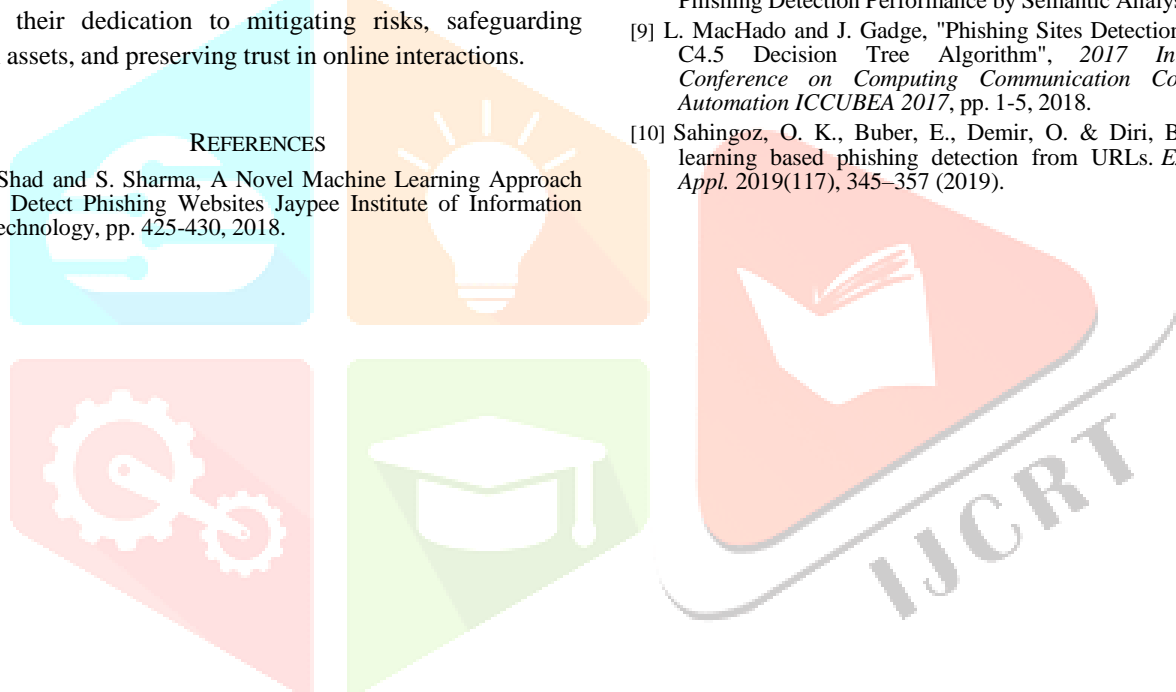 their dedication to mitigating risks, safeguarding
assets, and preserving trust in online interactions.
REFERENCES
Shad and S. Sharma, A Novel Machine Learning Approach
Detect Phishing Websites Jaypee Institute of Information
echnology, pp. 425-430, 2018.
Phishing Detection Performance by Semantic Analys
[9] L. MacHado and J. Gadge, "Phishing Sites Detection
C4.5 Decision Tree Algorithm", 2017 In
Conference on Computing Communication Co
Automation ICCUBEA 2017, pp. 1-5, 2018.
[10] Sahingoz, O. K., Buber, E., Demir, O. & Diri, B
learning based phishing detection from URLs. E
Appl. 2019(117), 345–357 (2019).
IJCRT